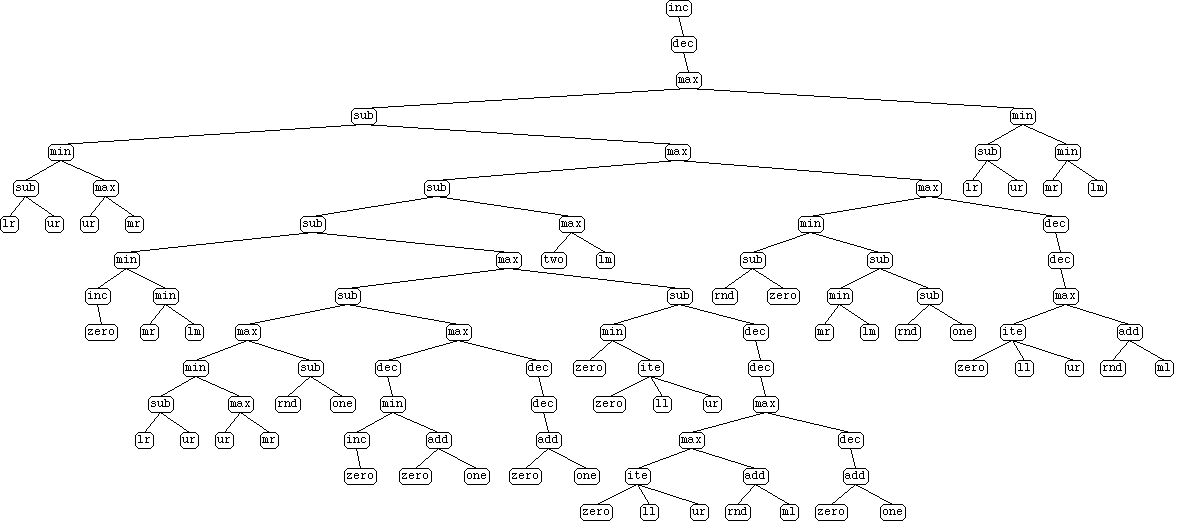 inc
dec
max
sub min
min max sub min
sub max sub max lr ur mr lm
lr ur ur mr sub max min dec
min max two lm sub sub dec
inc min sub sub rnd zero min sub max
zero mr lm max max min dec mr lm rnd one ite add
min sub dec dec zero ite dec zero ll ur rnd ml
sub max rnd one min dec zero ll ur max
lr ur ur mr inc add add max dec
zero zero one zero one ite add add
zero ll ur rnd ml zero one